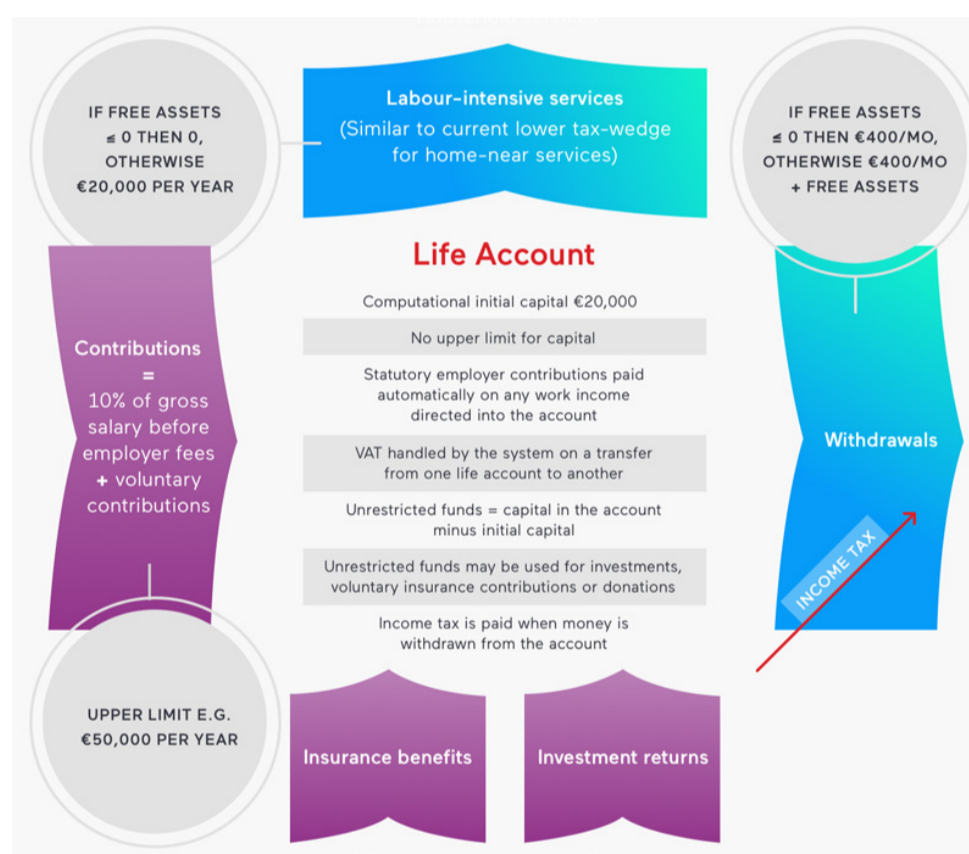 IF FREE ASSETS
≤ 0 THEN 0,
OTHERWISE
€20,000 PER YEAR
Labour-intensive services
(Similar to current lower tax-wedge
for home-near services)
IF FREE ASSETS
≤ 0 THEN €400/MO,
OTHERWISE €400/MO
+ FREE ASSETS
Contributions
=
10% of gross
salary before
employer fees
+ voluntary
contributions
Life Account
Computational initial capital €20,000
No upper limit for capital
Statutory employer contributions paid
automatically on any work income
directed into the account
VAT handled by the system on a transfer
from one life account to another
Unrestricted funds = capital in the account
minus initial capital
Unrestricted funds may be used for investments,
voluntary insurance contributions or donations
Income tax is paid when money is
withdrawn from the account
Withdrawals
INCOME TAX
UPPER LIMIT E.G.
€50,000 PER YEAR
Insurance benefits
Investment returns